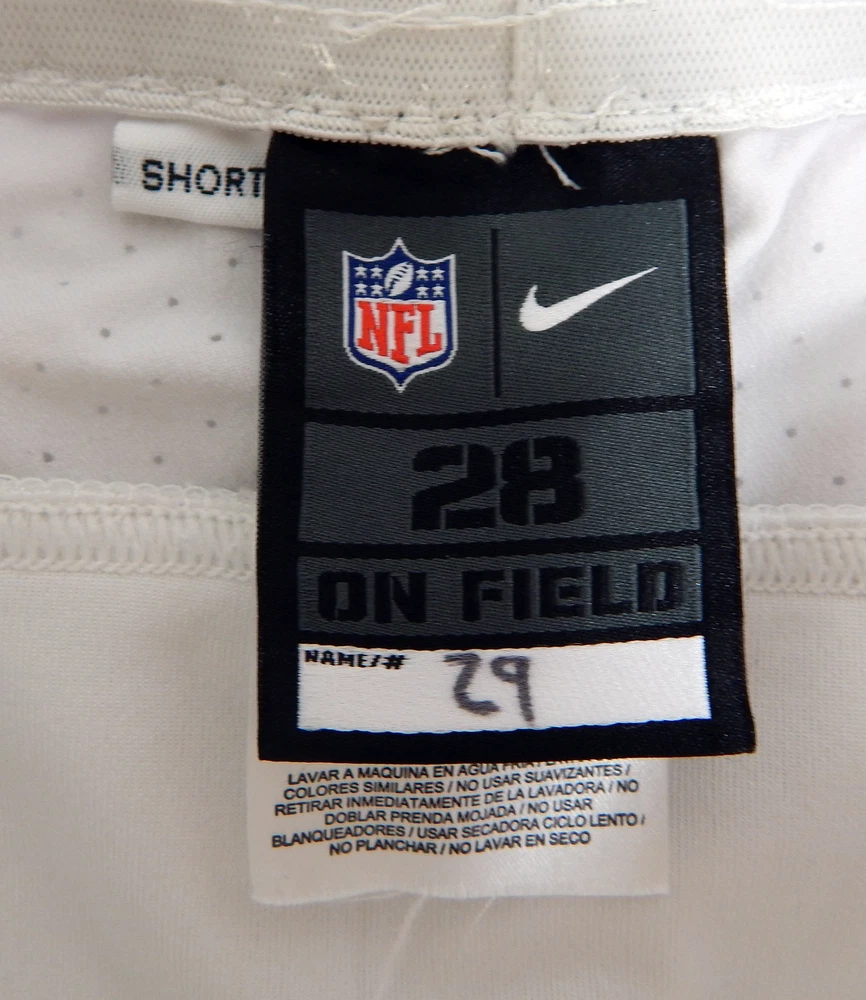 SHORT
NFL
28
ON FIELD
NAME/# 29
LAVAR A MAQUINA EN AGUA FRIA /
COLORES SIMILARES / NO USAR SUAVIZANTES /
RETIRAR INMEDIATAMENTE DE LA LAVADORA / NO
DOBLAR PRENDA MOJADA / NO USAR
BLANQUEADORES / USAR SECADORA CICLO LENTO /
NO PLANCHAR / NO LAVAR EN SECO